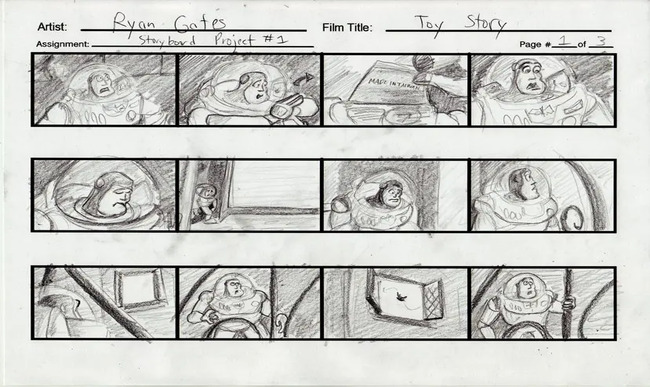 Artist: Ryan Gates Film Title: Toy Story
Assignment: Storyboard Project #1 Page # 1 of 3
MADE IN TAIWAN